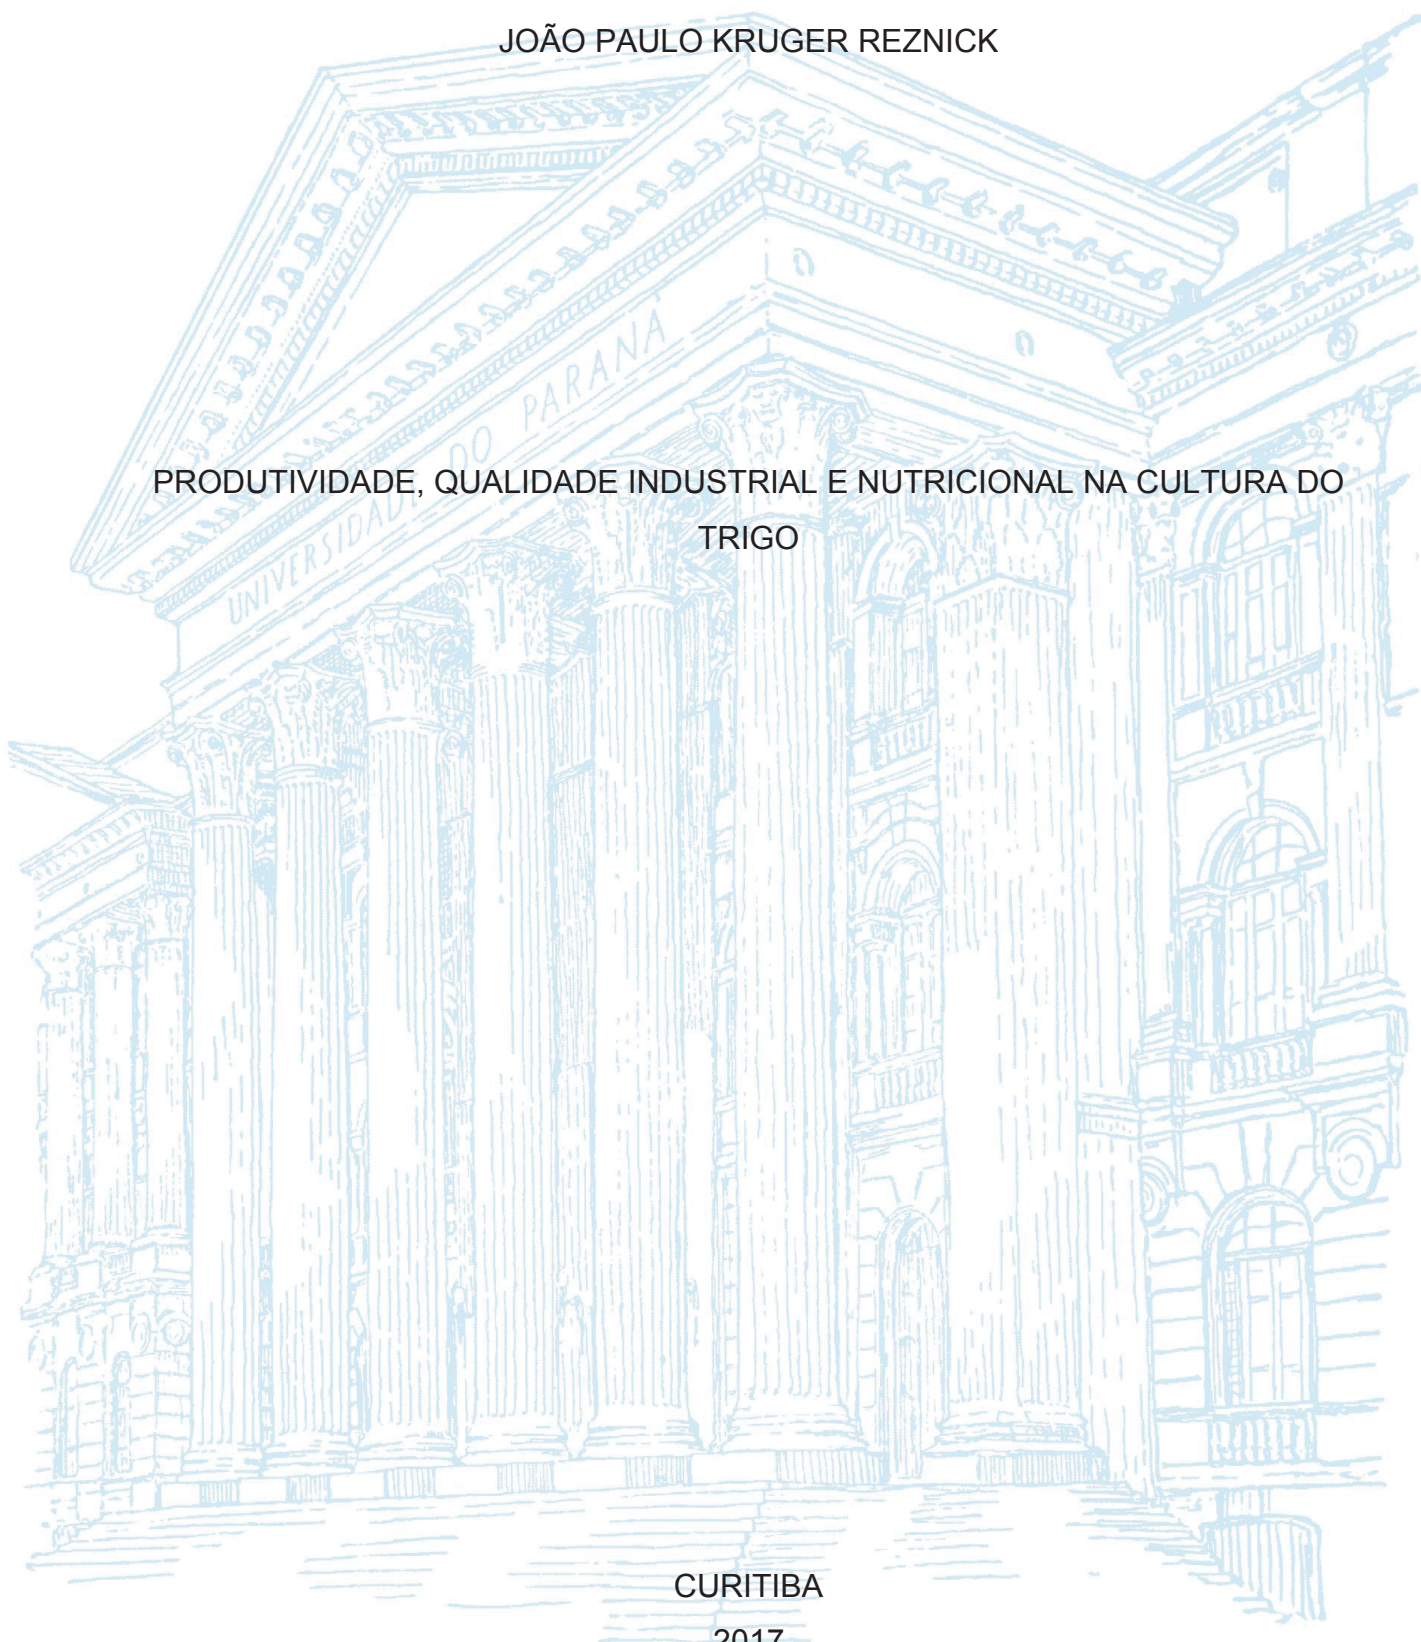 JOÃO PAULO KRUGER REZNICK
UNIVERSIDADE DO PARANÁ
PRODUTIVIDADE, QUALIDADE INDUSTRIAL E NUTRICIONAL NA CULTURA DO
TRIGO
CURITIBA
2017